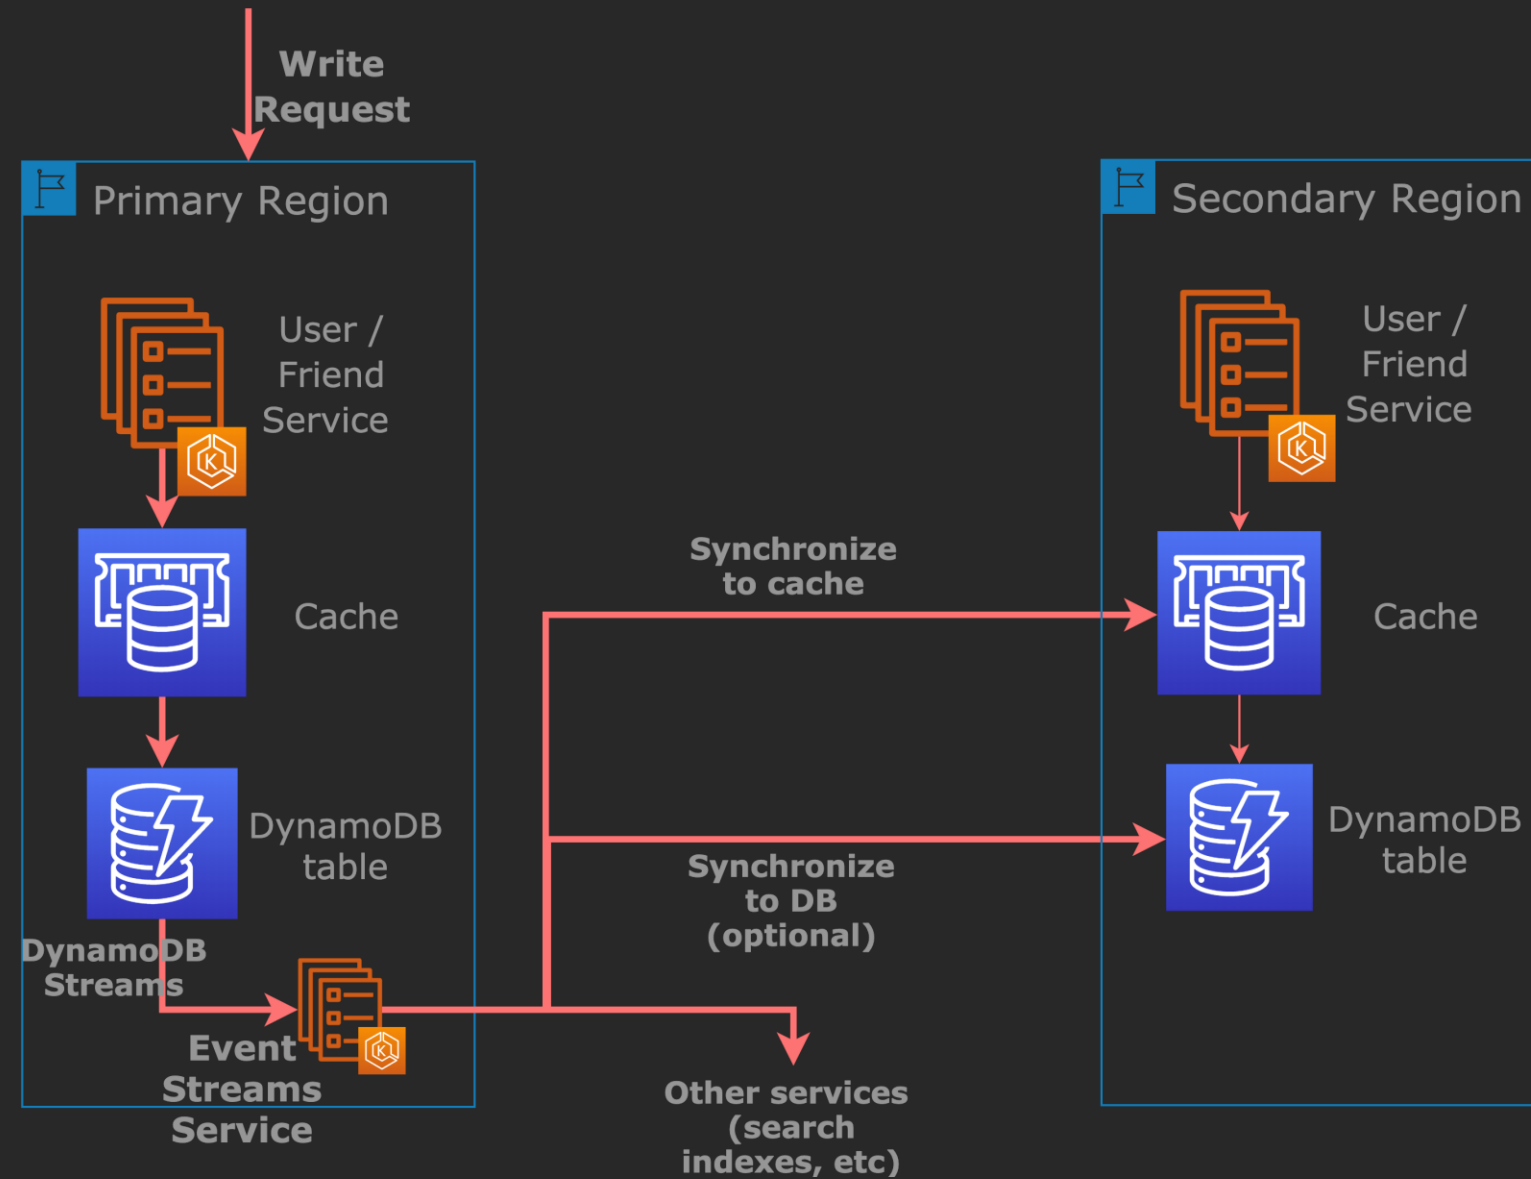 Write
Request
Primary Region
User /
Friend
Service
K
Cache
DynamoDB
table
DynamoDB
Streams
Event
Streams
Service
K
Synchronize
to cache
Synchronize
to DB
(optional)
Other services
(search
indexes, etc)
Secondary Region
User /
Friend
Service
K
Cache
DynamoDB
table